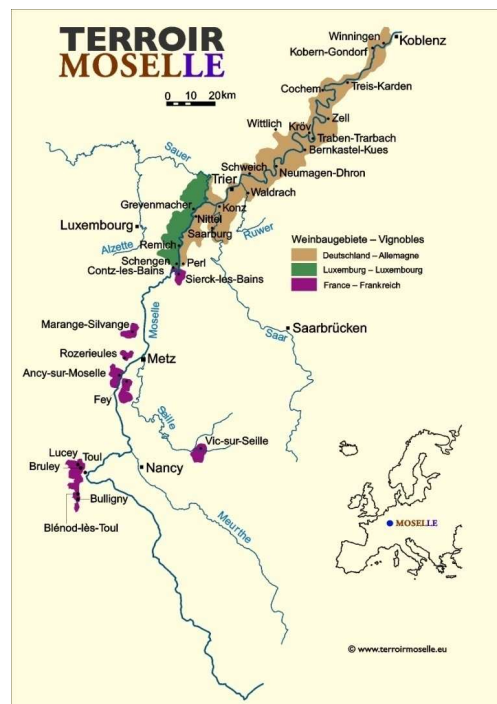 TERROIR
MOSELLE
0 10 20km
Winningen
Koblenz
Kobern-Gondorf
Cochem
Treis-Karden
Zell
Wittlich
Kröv
Traben-Trarbach
Bernkastel-Kues
Sauer
Schweich
Neumagen-Dhron
Trier
Waldrach
Grevenmacher
Konz
Nittel
Luxembourg
Saarburg
Ruwer
Alzette
Remich
Schengen
Perl
Contz-les-Bains
Sierck-les-Bains
Weinbaugebiete – Vignobles
Deutschland – Allemagne
Luxemburg – Luxembourg
France – Frankreich
Moselle
Marange-Silvange
Saar
Saarbrücken
Rozerieules
Metz
Ancy-sur-Moselle
Fey
Seille
Vic-sur-Seille
Lucey
Toul
Bruley
Nancy
Bulligny
Blénod-lès-Toul
Meurthe
MOSELLE
© www.terroirmoselle.eu